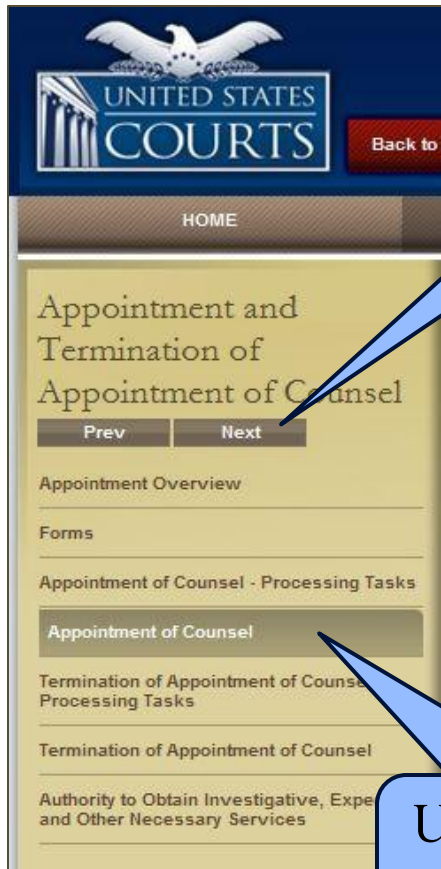 UNITED STATES
COURTS
Back to
HOME
Appointment and
Termination of
Appointment of Counsel
Prev Next
Appointment Overview
Forms
Appointment of Counsel - Processing Tasks
Appointment of Counsel
Termination of Appointment of Counse
Processing Tasks
Termination of Appointment of Counsel
Authority to Obtain Investigative, Expe
and Other Necessary Services
U